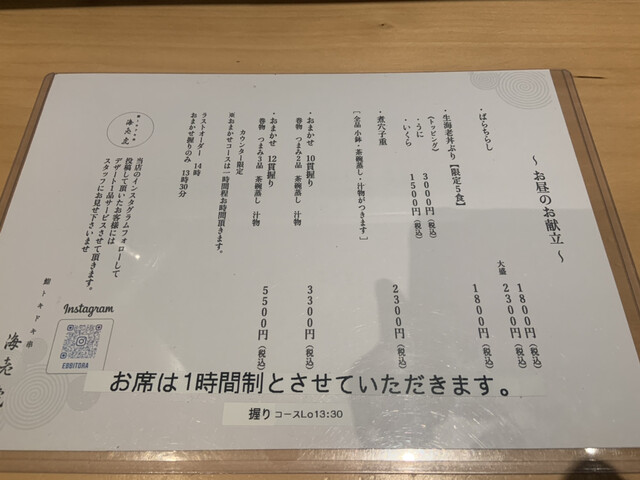 ～ お昼のお献立 ～
・ばらちらし 1800円(税込)
大盛 2300円(税込)
・生海老丼ぶり【限定5食】 1800円(税込)
(トッピング)
・うに 3000円(税込)
・いくら 1500円(税込)
・煮穴子重 2300円(税込)
〔全品 小鉢・茶碗蒸し・汁物がつきます〕
・おまかせ 10貫握り 3300円(税込)
巻物 つまみ2品 茶碗蒸し 汁物
・おまかせ 12貫握り 5500円(税込)
巻物 つまみ3品 茶碗蒸し 汁物
カウンター限定
※おまかせコースは一時間程お時間頂きます。
ラストオーダー 14時
おまかせ握りのみ 13時30分
海老虎
当店のインスタグラムフォローして
投稿して頂いたお客様には
デザート1品サービスさせて頂きます。
スタッフにお見せ下さいませ
Instagram
EBBITORA
鮨トキドキ串
海老虎
お席は1時間制とさせていただきます。
握り コースLo13:30